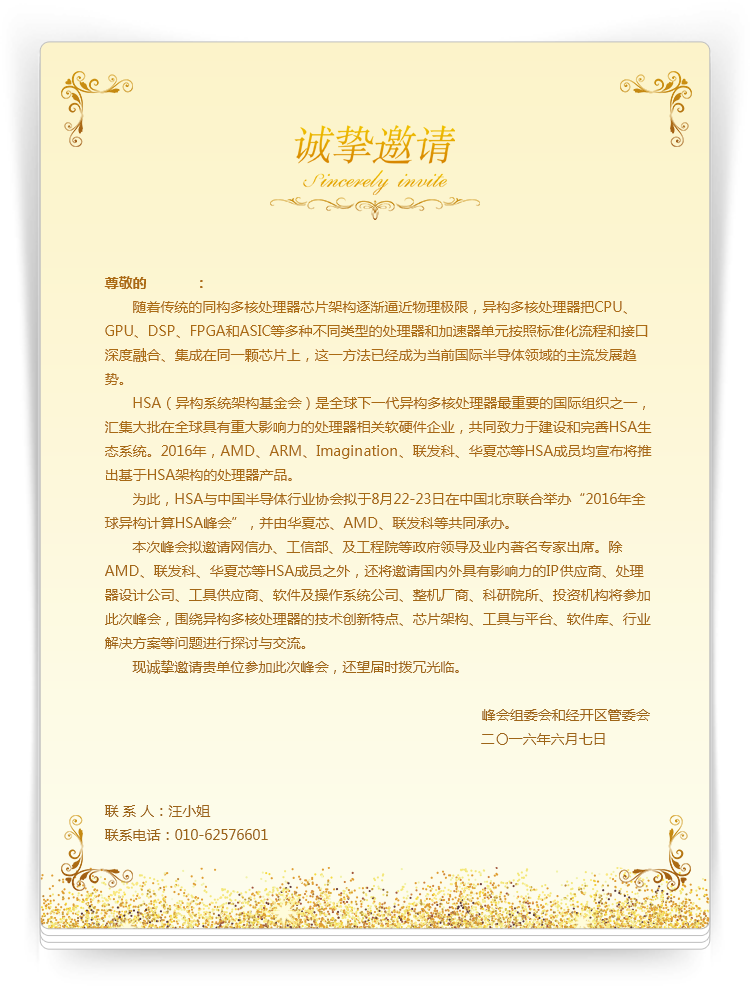 诚挚邀请
Sincerely invite
尊敬的　　　　：
随着传统的同构多核处理器芯片架构逐渐逼近物理极限，异构多核处理器把CPU、
GPU、DSP、FPGA和ASIC等多种不同类型的处理器和加速器单元按照标准化流程和接口
深度融合、集成在同一颗芯片上，这一方法已经成为当前国际半导体领域的主流发展趋
势。
HSA（异构系统架构基金会）是全球下一代异构多核处理器最重要的国际组织之一，
汇集大批在全球具有重大影响力的处理器相关软硬件企业，共同致力于建设和完善HSA生
态系统。2016年，AMD、ARM、Imagination、联发科、华夏芯等HSA成员均宣布将推
出基于HSA架构的处理器产品。
为此，HSA与中国半导体行业协会拟于8月22-23日在中国北京联合举办“2016年全
球异构计算HSA峰会”，并由华夏芯、AMD、联发科等共同承办。
本次峰会拟邀请网信办、工信部、及工程院等政府领导及业内著名专家出席。除
AMD、联发科、华夏芯等HSA成员之外，还将邀请国内外具有影响力的IP供应商、处理
器设计公司、工具供应商、软件及操作系统公司、整机厂商、科研院所、投资机构将参加
此次峰会，围绕异构多核处理器的技术创新特点、芯片架构、工具与平台、软件库、行业
解决方案等问题进行探讨与交流。
现诚挚邀请贵单位参加此次峰会，还望届时拨冗光临。
峰会组委会和经开区管委会
二〇一六年六月七日
联 系 人：汪小姐
联系电话：010-62576601